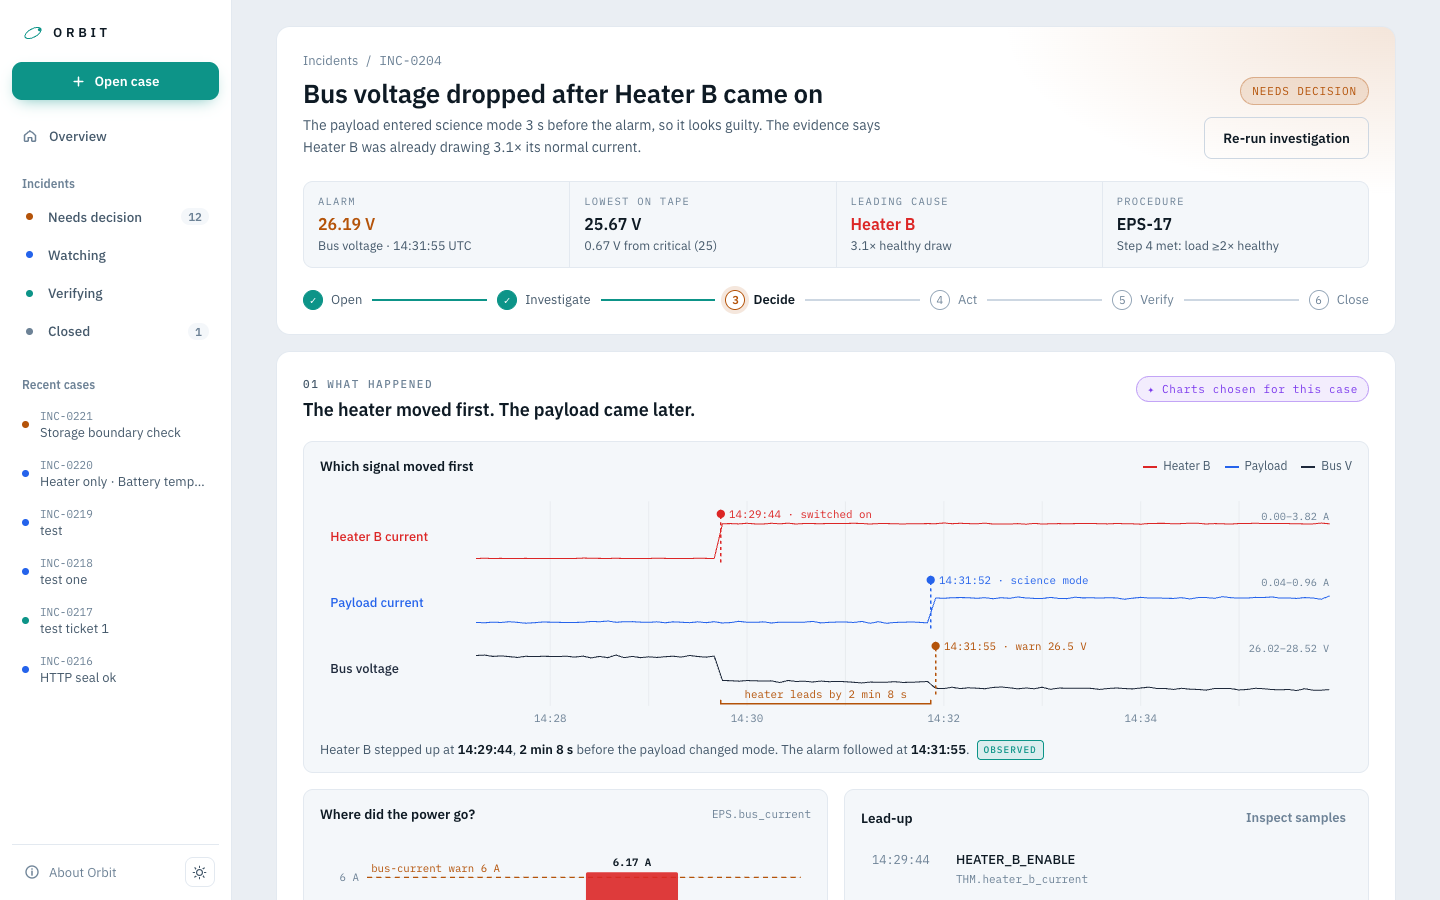 ORBIT
+ Open case
Overview
Incidents
Needs decision 12
Watching
Verifying
Closed 1
Recent cases
INC-0221
Storage boundary check
INC-0220
Heater only · Battery temp...
INC-0219
test
INC-0218
test one
INC-0217
test ticket 1
INC-0216
HTTP seal ok
About Orbit
Incidents / INC-0204
Bus voltage dropped after Heater B came on
The payload entered science mode 3 s before the alarm, so it looks guilty. The evidence says
Heater B was already drawing 3.1× its normal current.
NEEDS DECISION
Re-run investigation
ALARM
26.19 V
Bus voltage · 14:31:55 UTC
LOWEST ON TAPE
25.67 V
0.67 V from critical (25)
LEADING CAUSE
Heater B
3.1× healthy draw
PROCEDURE
EPS-17
Step 4 met: load ≥2× healthy
✓ Open ✓ Investigate 3 Decide 4 Act 5 Verify 6 Close
01 WHAT HAPPENED
The heater moved first. The payload came later.
✦ Charts chosen for this case
Which signal moved first
Heater B Payload Bus V
14:29:44 · switched on
0.00–3.82 A
Heater B current
14:31:52 · science mode
0.04–0.96 A
Payload current
14:31:55 · warn 26.5 V
26.02–28.52 V
Bus voltage
heater leads by 2 min 8 s
14:28 14:30 14:32 14:34
Heater B stepped up at 14:29:44, 2 min 8 s before the payload changed mode. The alarm followed at 14:31:55. OBSERVED
Where did the power go?
EPS.bus_current
6.17 A
bus-current warn 6 A
6 A
Lead-up
Inspect samples
14:29:44 HEATER_B_ENABLE
THM.heater_b_current